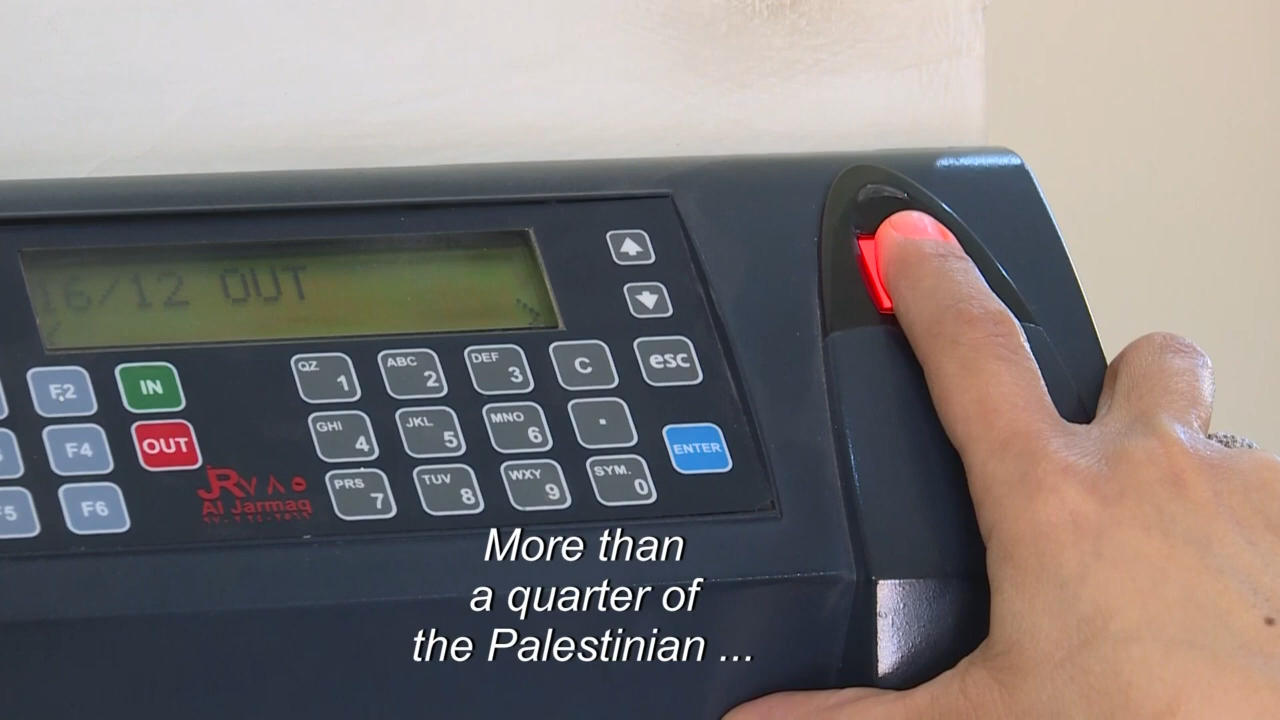 16/12 OUT
F2
IN
QZ 1
ABC 2
DEF 3
C
esc
F4
OUT
GHI 4
JKL 5
MNO 6
.
ENTER
F5
F6
JR٧٨٥
Al Jarmaq
PRS 7
TUV 8
WXY 9
SYM. 0
More than
a quarter of
the Palestinian ...